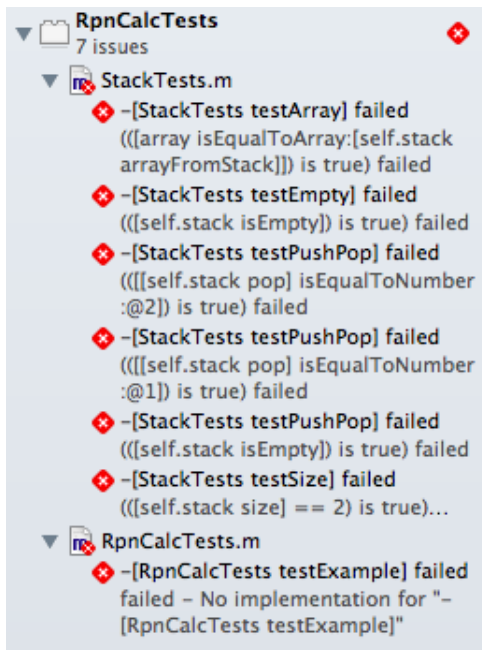 RpnCalcTests
7 issues
StackTests.m
-[StackTests testArray] failed
(([array isEqualToArray:[self.stack
arrayFromStack]]) is true) failed
-[StackTests testEmpty] failed
(([self.stack isEmpty]) is true) failed
-[StackTests testPushPop] failed
(([[self.stack pop] isEqualToNumber
:@2]) is true) failed
-[StackTests testPushPop] failed
(([[self.stack pop] isEqualToNumber
:@1]) is true) failed
-[StackTests testPushPop] failed
(([self.stack isEmpty]) is true) failed
-[StackTests testSize] failed
(([self.stack size] == 2) is true)...
RpnCalcTests.m
-[RpnCalcTests testExample] failed
failed - No implementation for "-
[RpnCalcTests testExample]"